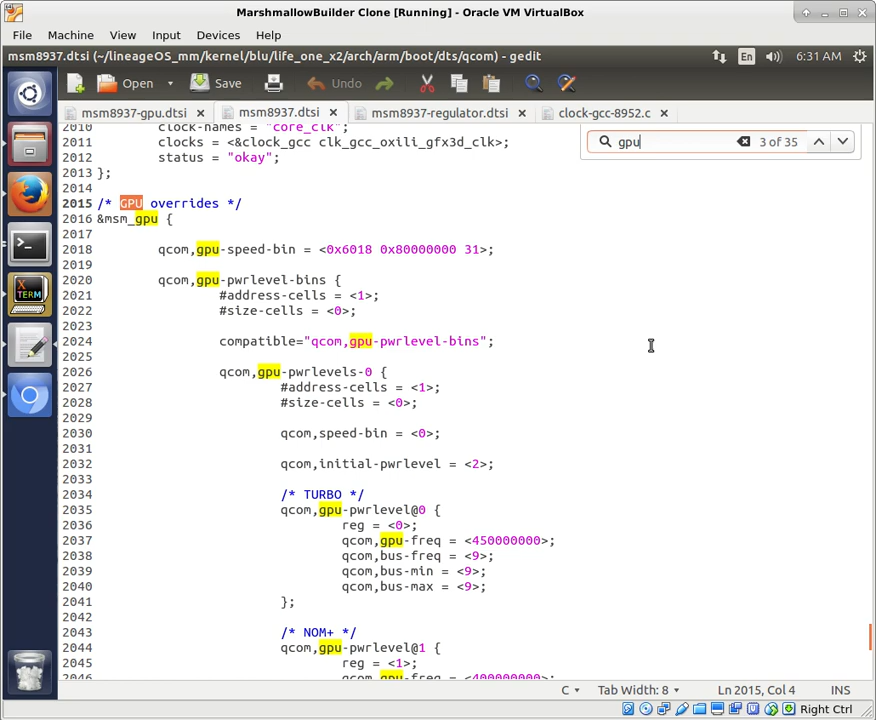 MarshmallowBuilder Clone [Running] - Oracle VM VirtualBox
File Machine View Input Devices Help
msm8937.dtsi (~/lineageOS_mm/kernel/blu/life_one_x2/arch/arm/boot/dts/qcom) - gedit
En 6:31 AM
Open Save Undo
msm8937-gpu.dtsi × msm8937.dtsi × msm8937-regulator.dtsi × clock-gcc-8952.c ×
gpu 3 of 35
2010 clock-names = "core_clk";
2011 clocks = <&clock_gcc clk_gcc_oxili_gfx3d_clk>;
2012 status = "okay";
2013 };
2014
2015 /* GPU overrides */
2016 &msm_gpu {
2017
2018 qcom,gpu-speed-bin = <0x6018 0x80000000 31>;
2019
2020 qcom,gpu-pwrlevel-bins {
2021 #address-cells = <1>;
2022 #size-cells = <0>;
2023
2024 compatible="qcom,gpu-pwrlevel-bins";
2025
2026 qcom,gpu-pwrlevels-0 {
2027 #address-cells = <1>;
2028 #size-cells = <0>;
2029
2030 qcom,speed-bin = <0>;
2031
2032 qcom,initial-pwrlevel = <2>;
2033
2034 /* TURBO */
2035 qcom,gpu-pwrlevel@0 {
2036 reg = <0>;
2037 qcom,gpu-freq = <450000000>;
2038 qcom,bus-freq = <9>;
2039 qcom,bus-min = <9>;
2040 qcom,bus-max = <9>;
2041 };
2042
2043 /* NOM+ */
2044 qcom,gpu-pwrlevel@1 {
2045 reg = <1>;
2046 qcom,gpu-freq = <400000000>;
C Tab Width: 8 Ln 2015, Col 4 INS
Right Ctrl
X
TERM